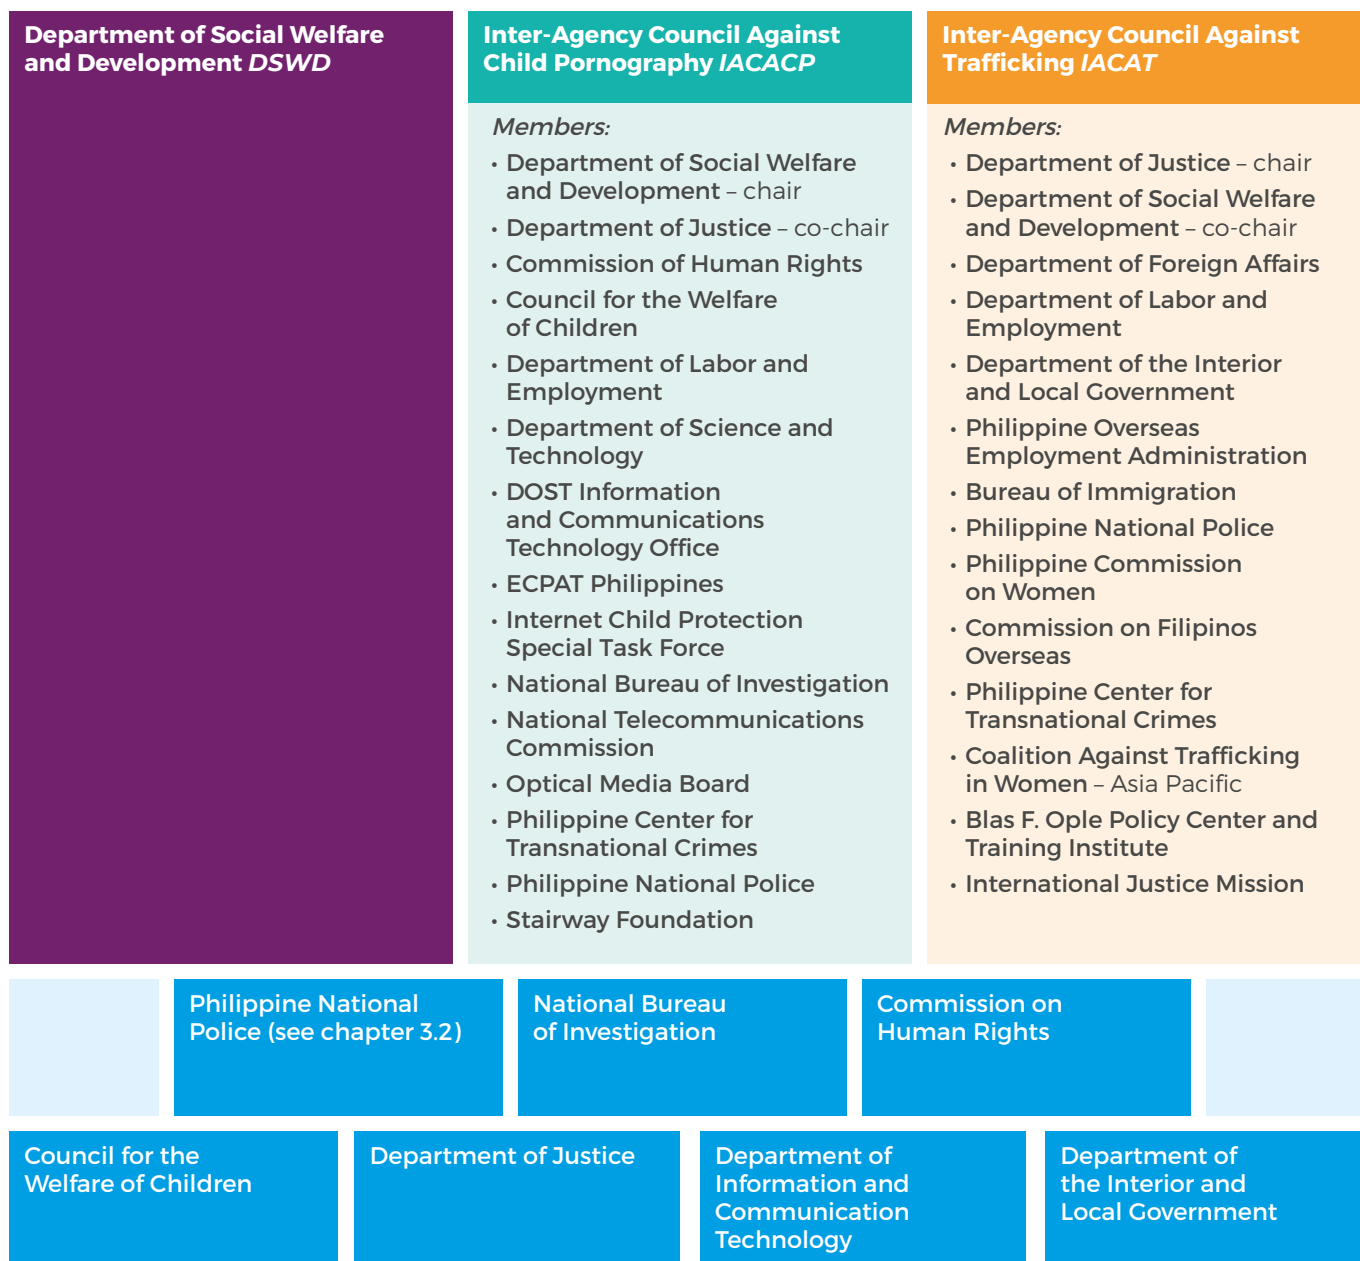 Department of Social Welfare
and Development DSWD
Inter-Agency Council Against
Child Pornography IACACP
Members:
• Department of Social Welfare
and Development – chair
• Department of Justice – co-chair
• Commission of Human Rights
• Council for the Welfare
of Children
• Department of Labor and
Employment
• Department of Science and
Technology
• DOST Information
and Communications
Technology Office
• ECPAT Philippines
• Internet Child Protection
Special Task Force
• National Bureau of Investigation
• National Telecommunications
Commission
• Optical Media Board
• Philippine Center for
Transnational Crimes
• Philippine National Police
• Stairway Foundation
Inter-Agency Council Against
Trafficking IACAT
Members:
• Department of Justice – chair
• Department of Social Welfare
and Development – co-chair
• Department of Foreign Affairs
• Department of Labor and
Employment
• Department of the Interior
and Local Government
• Philippine Overseas
Employment Administration
• Bureau of Immigration
• Philippine National Police
• Philippine Commission
on Women
• Commission on Filipinos
Overseas
• Philippine Center for
Transnational Crimes
• Coalition Against Trafficking
in Women – Asia Pacific
• Blas F. Ople Policy Center and
Training Institute
• International Justice Mission
Philippine National
Police (see chapter 3.2)
National Bureau
of Investigation
Commission on
Human Rights
Council for the
Welfare of Children
Department of Justice
Department of
Information and
Communication
Technology
Department of
the Interior and
Local Government